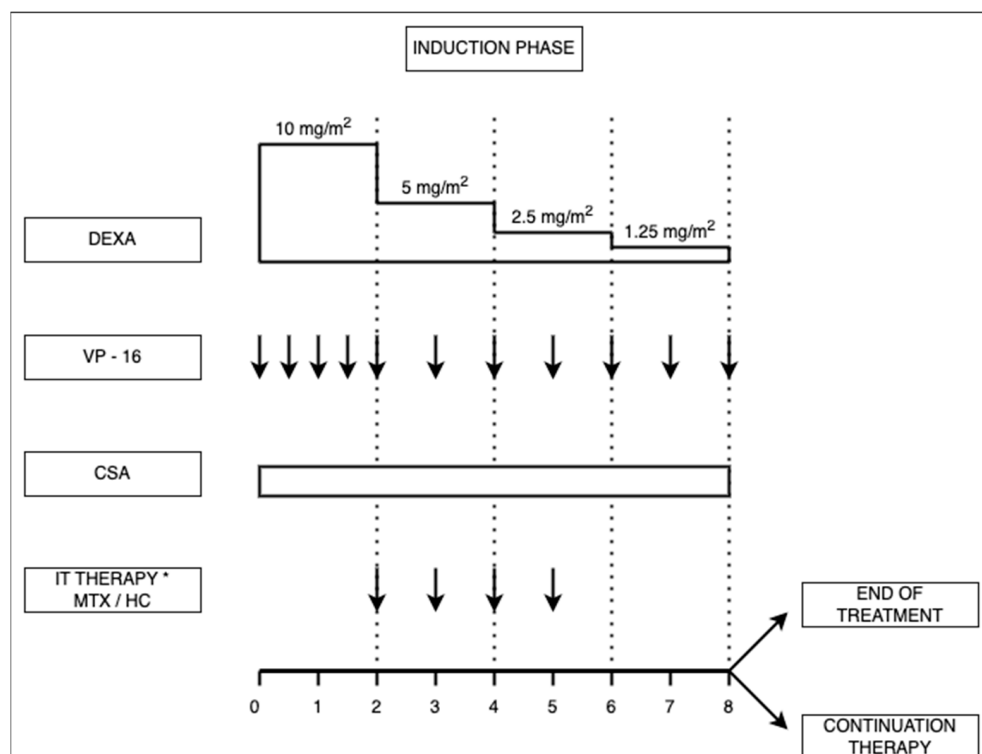 INDUCTION PHASE
10 mg/m²
5 mg/m²
2.5 mg/m²
1.25 mg/m²
DEXA
VP - 16
CSA
IT THERAPY *
MTX / HC
END OF
TREATMENT
0 1 2 3 4 5 6 7 8
CONTINUATION
THERAPY